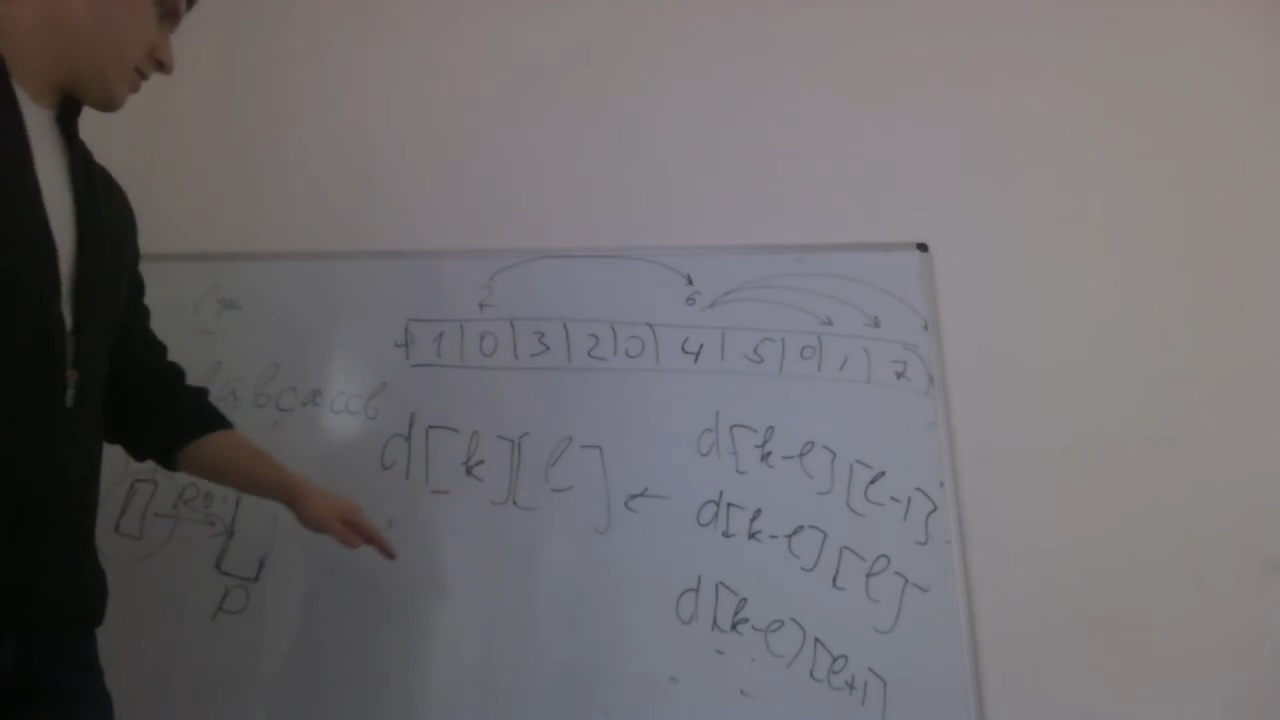 2 6
1 0 3 2 0 4 5 0 1 2
d[k][l] ← d[k-l][l-1]
d[k-l][l]
d[k-l][l+1]
p